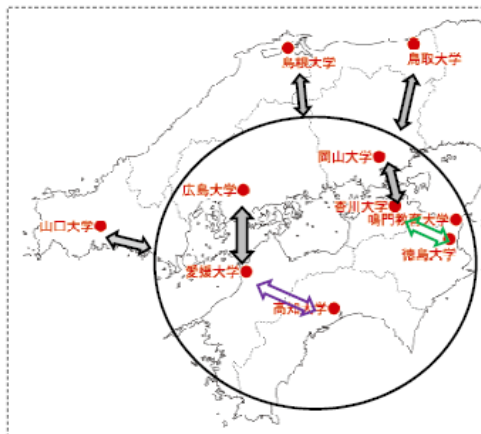 島根大学
鳥取大学
岡山大学
広島大学
香川大学
鳴門教育大学
山口大学
徳島大学
愛媛大学
高知大学